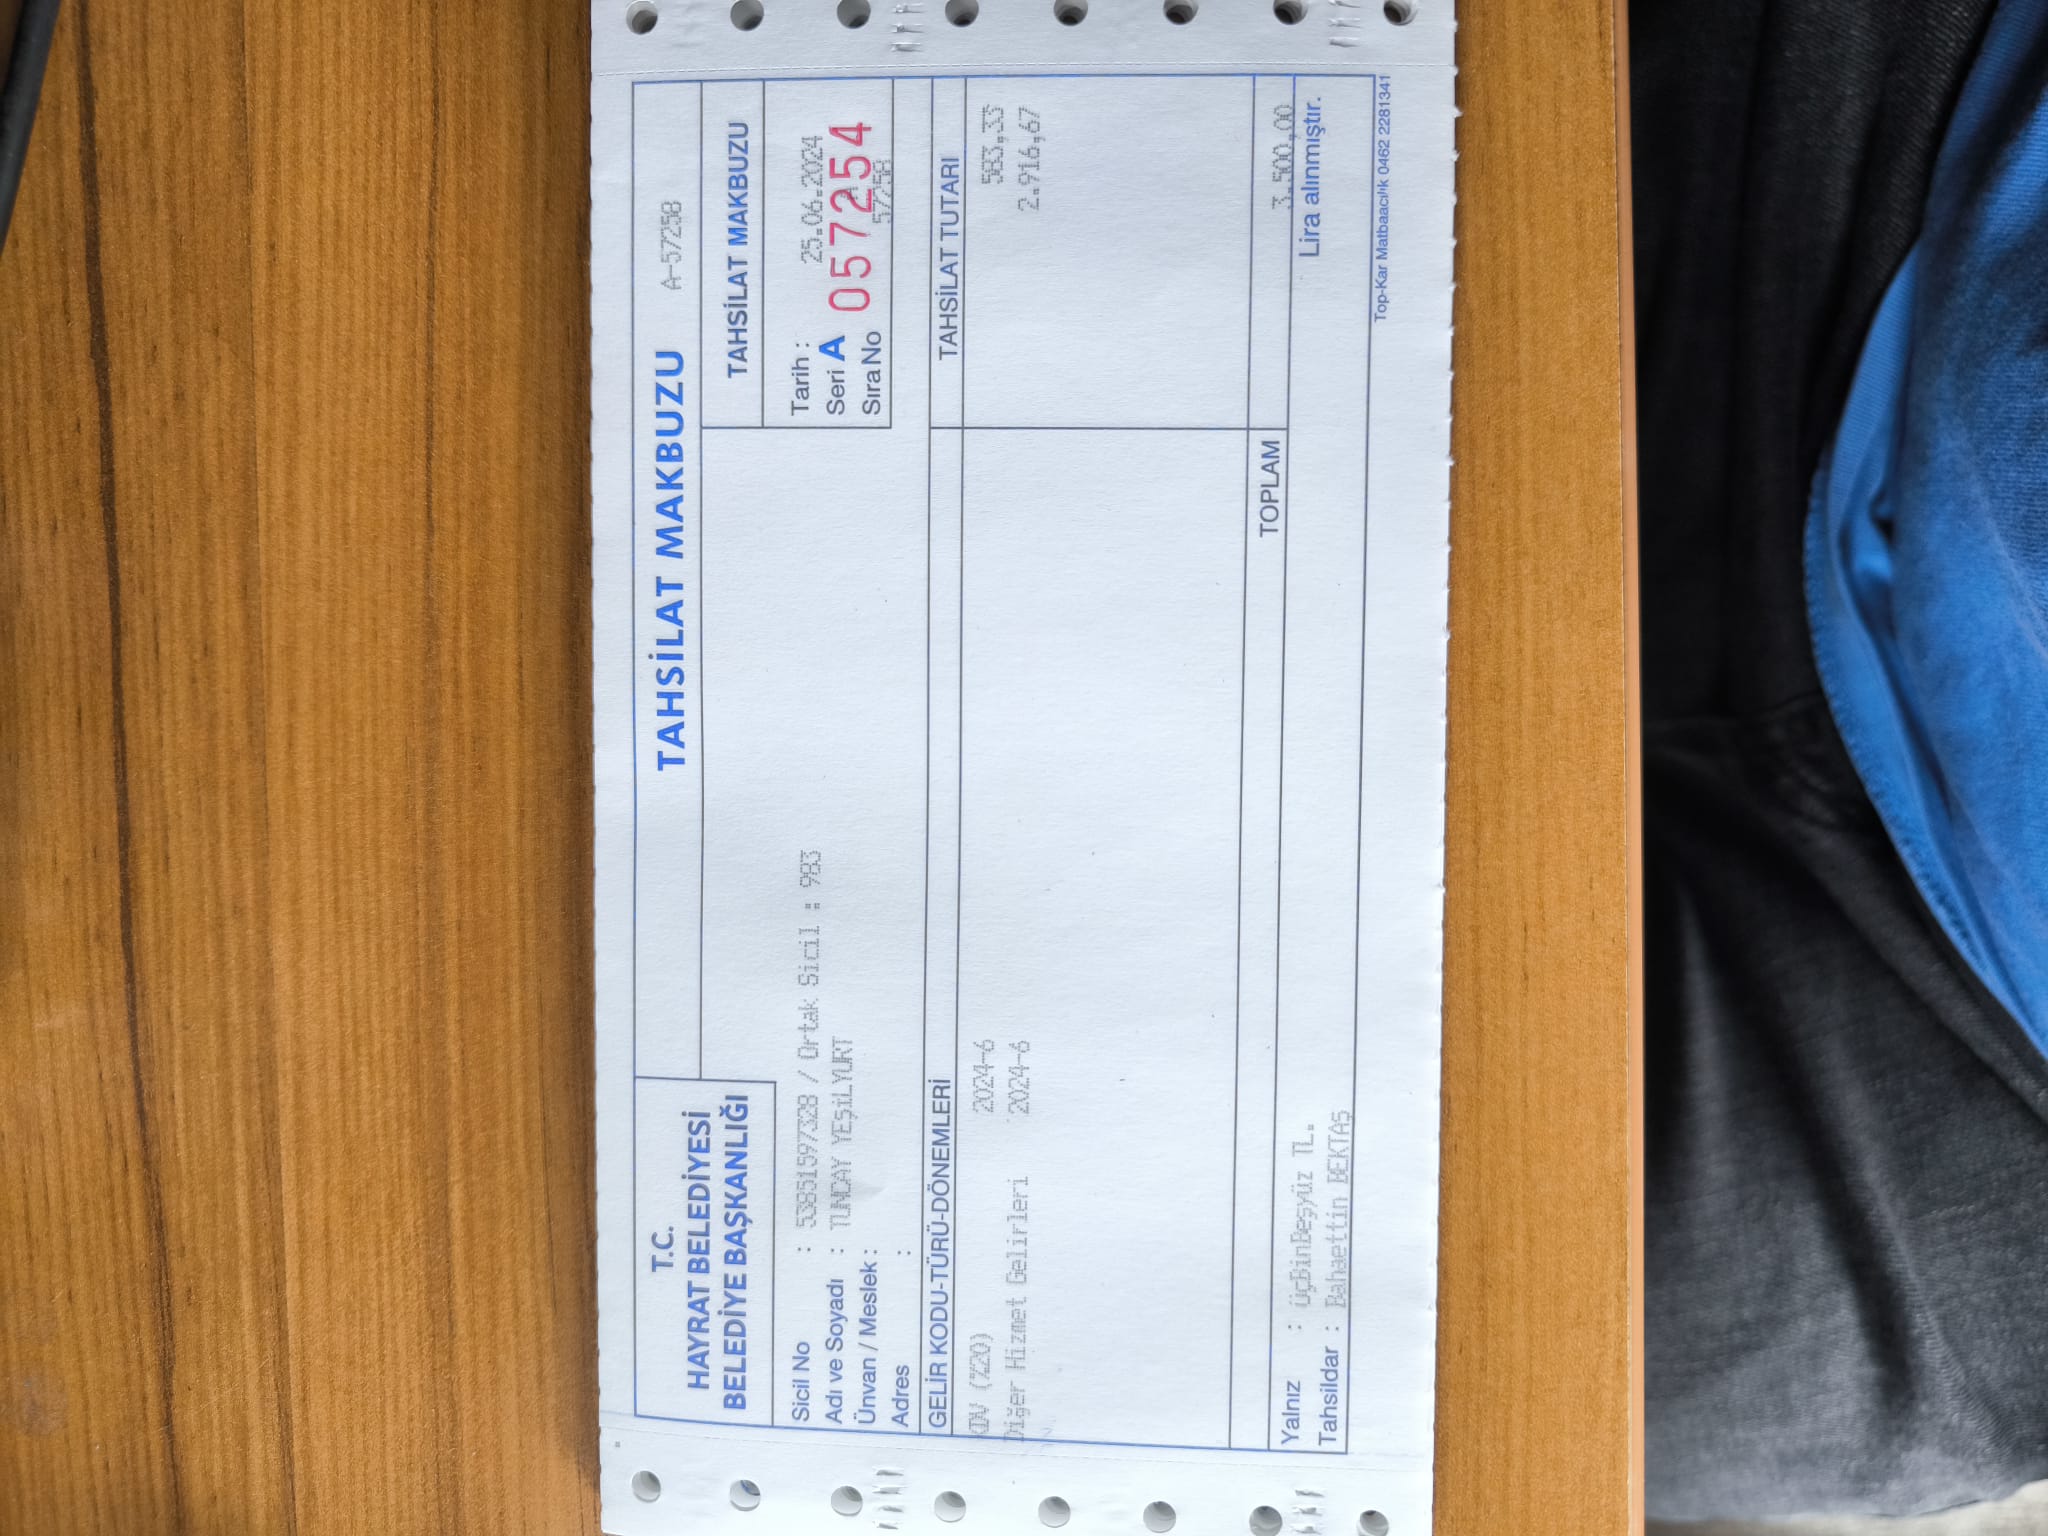 TAHSİLAT MAKBUZU A-57258
T.C.
HAYRAT BELEDİYESİ
BELEDİYE BAŞKANLIĞI
TAHSİLAT MAKBUZU
Sicil No : 5385159732B / Ortak Sicil : 983
Tarih : 25.06.2024
Adı ve Soyadı : TUNCAY YEŞİLYURT
Seri A 057254
Ünvan / Meslek :
Sıra No 57258
Adres :
GELİR KODU-TÜRÜ-DÖNEMLERİ TAHSİLAT TUTARI
KDV (%20) 2024-6 583,33
Diğer Hizmet Gelirleri 2024-6 2.916,67
TOPLAM 3.500,00
Yalnız : ÜçBinBeşyüz TL. Lira alınmıştır.
Tahsildar : Bahaettin BEKTAŞ
Top-Kar Matbaacılık 0462 2281341